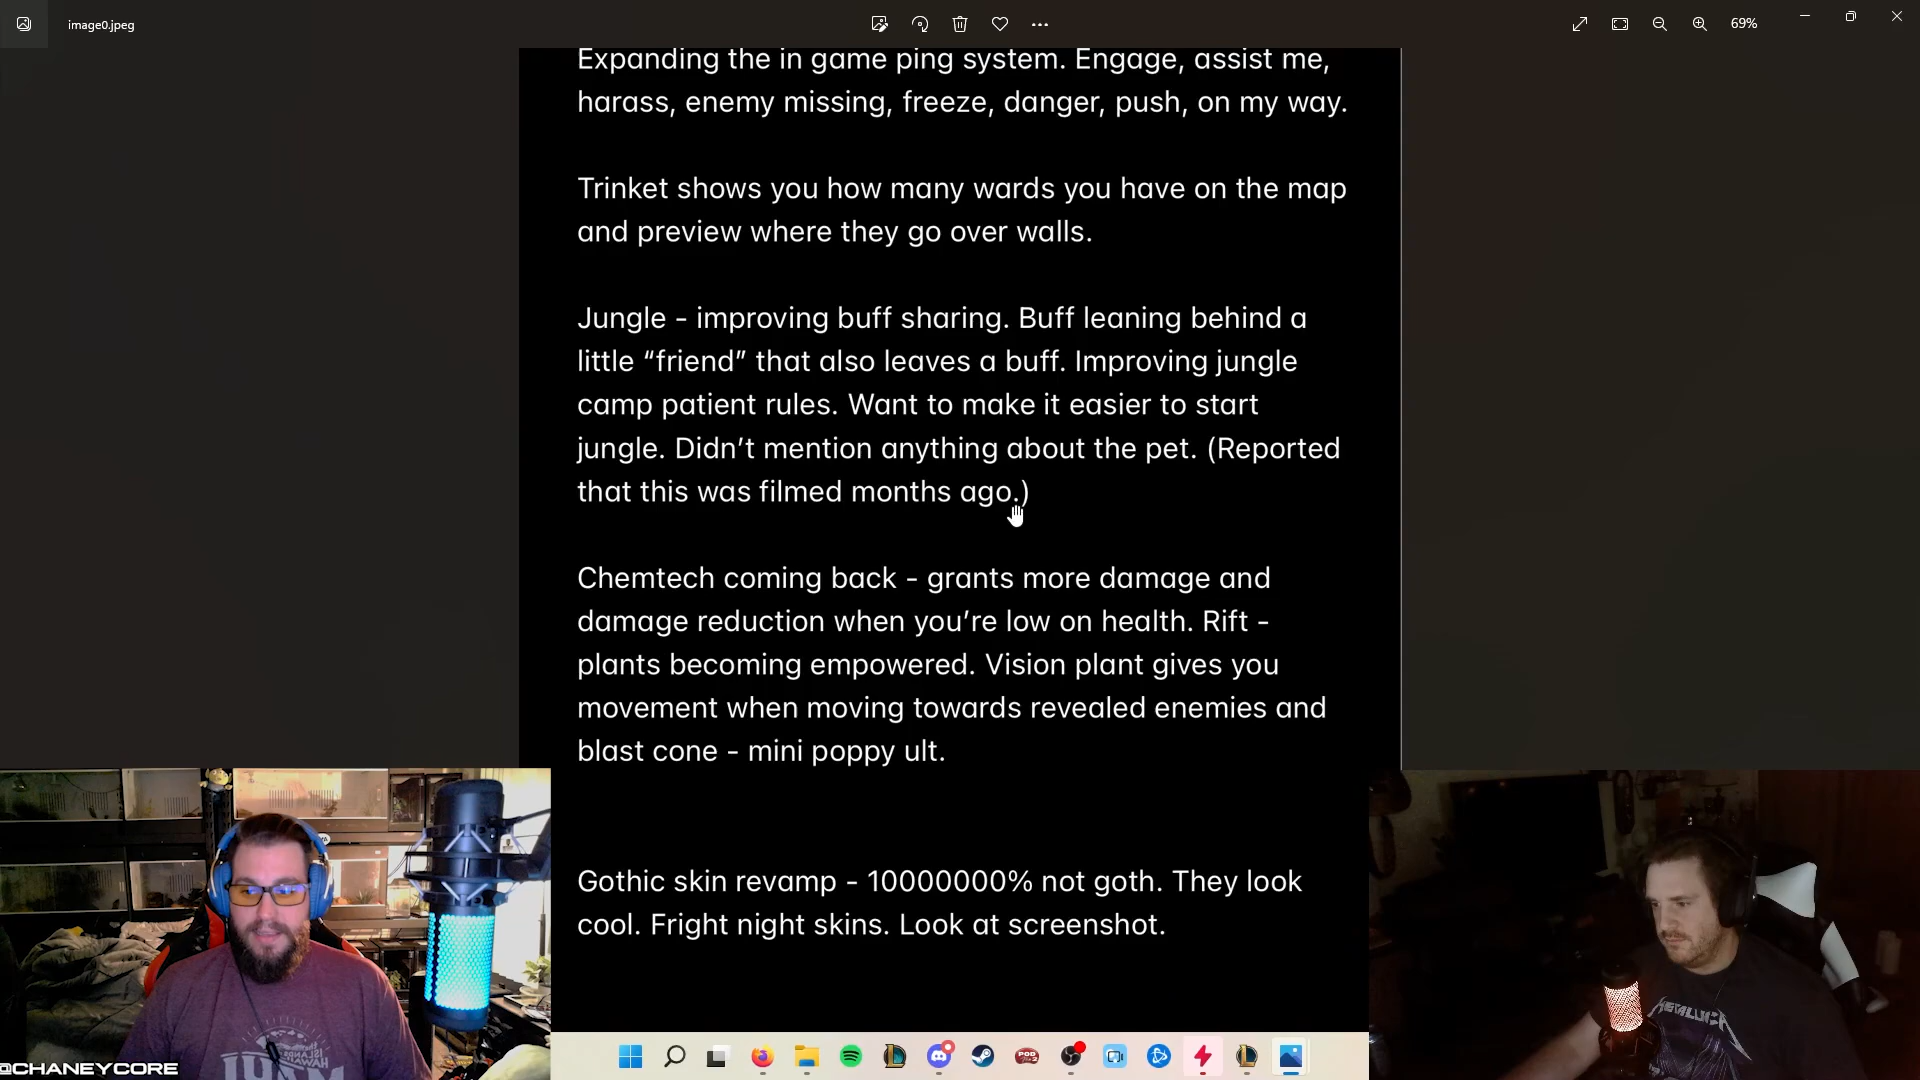 image0.jpeg
69%
Expanding the in game ping system. Engage, assist me,
harass, enemy missing, freeze, danger, push, on my way.
Trinket shows you how many wards you have on the map
and preview where they go over walls.
Jungle - improving buff sharing. Buff leaning behind a
little “friend” that also leaves a buff. Improving jungle
camp patient rules. Want to make it easier to start
jungle. Didn’t mention anything about the pet. (Reported
that this was filmed months ago.)
Chemtech coming back - grants more damage and
damage reduction when you’re low on health. Rift -
plants becoming empowered. Vision plant gives you
movement when moving towards revealed enemies and
blast cone - mini poppy ult.
Gothic skin revamp - 10000000% not goth. They look
cool. Fright night skins. Look at screenshot.
@CHANEYCORE
METALLICA
POD